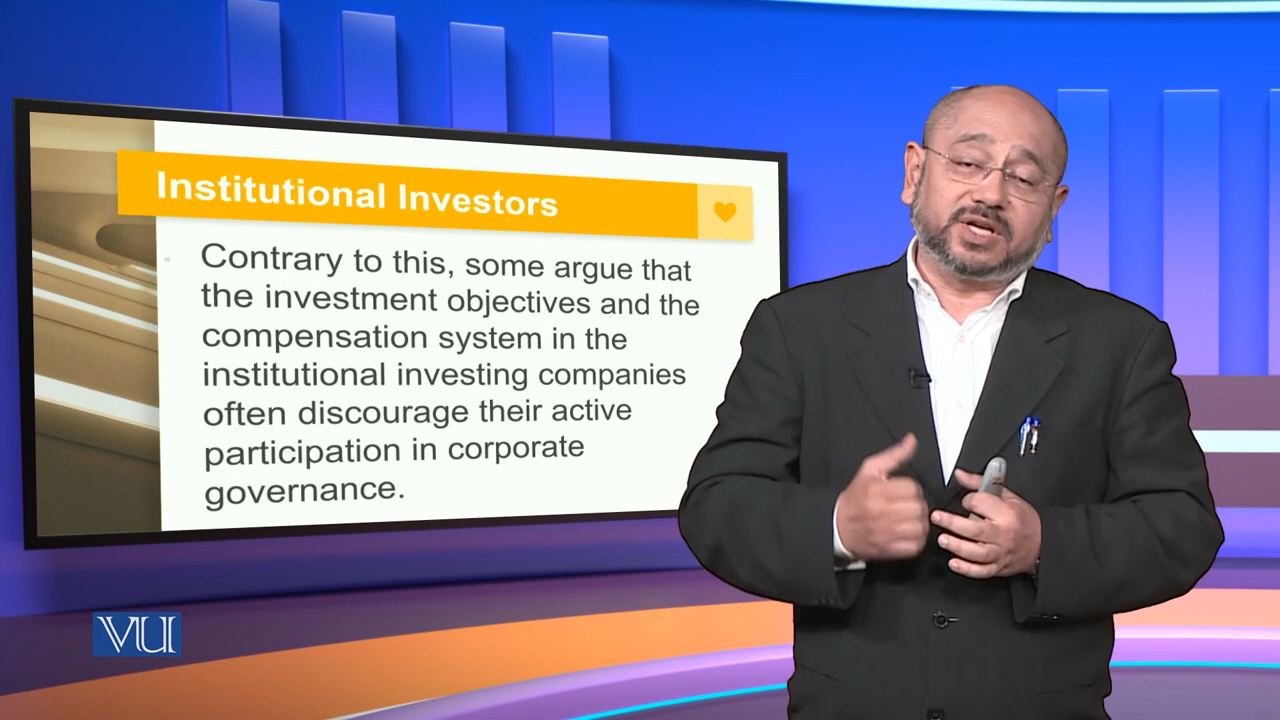 Institutional Investors
Contrary to this, some argue that
the investment objectives and the
compensation system in the
institutional investing companies
often discourage their active
participation in corporate
governance.
VU